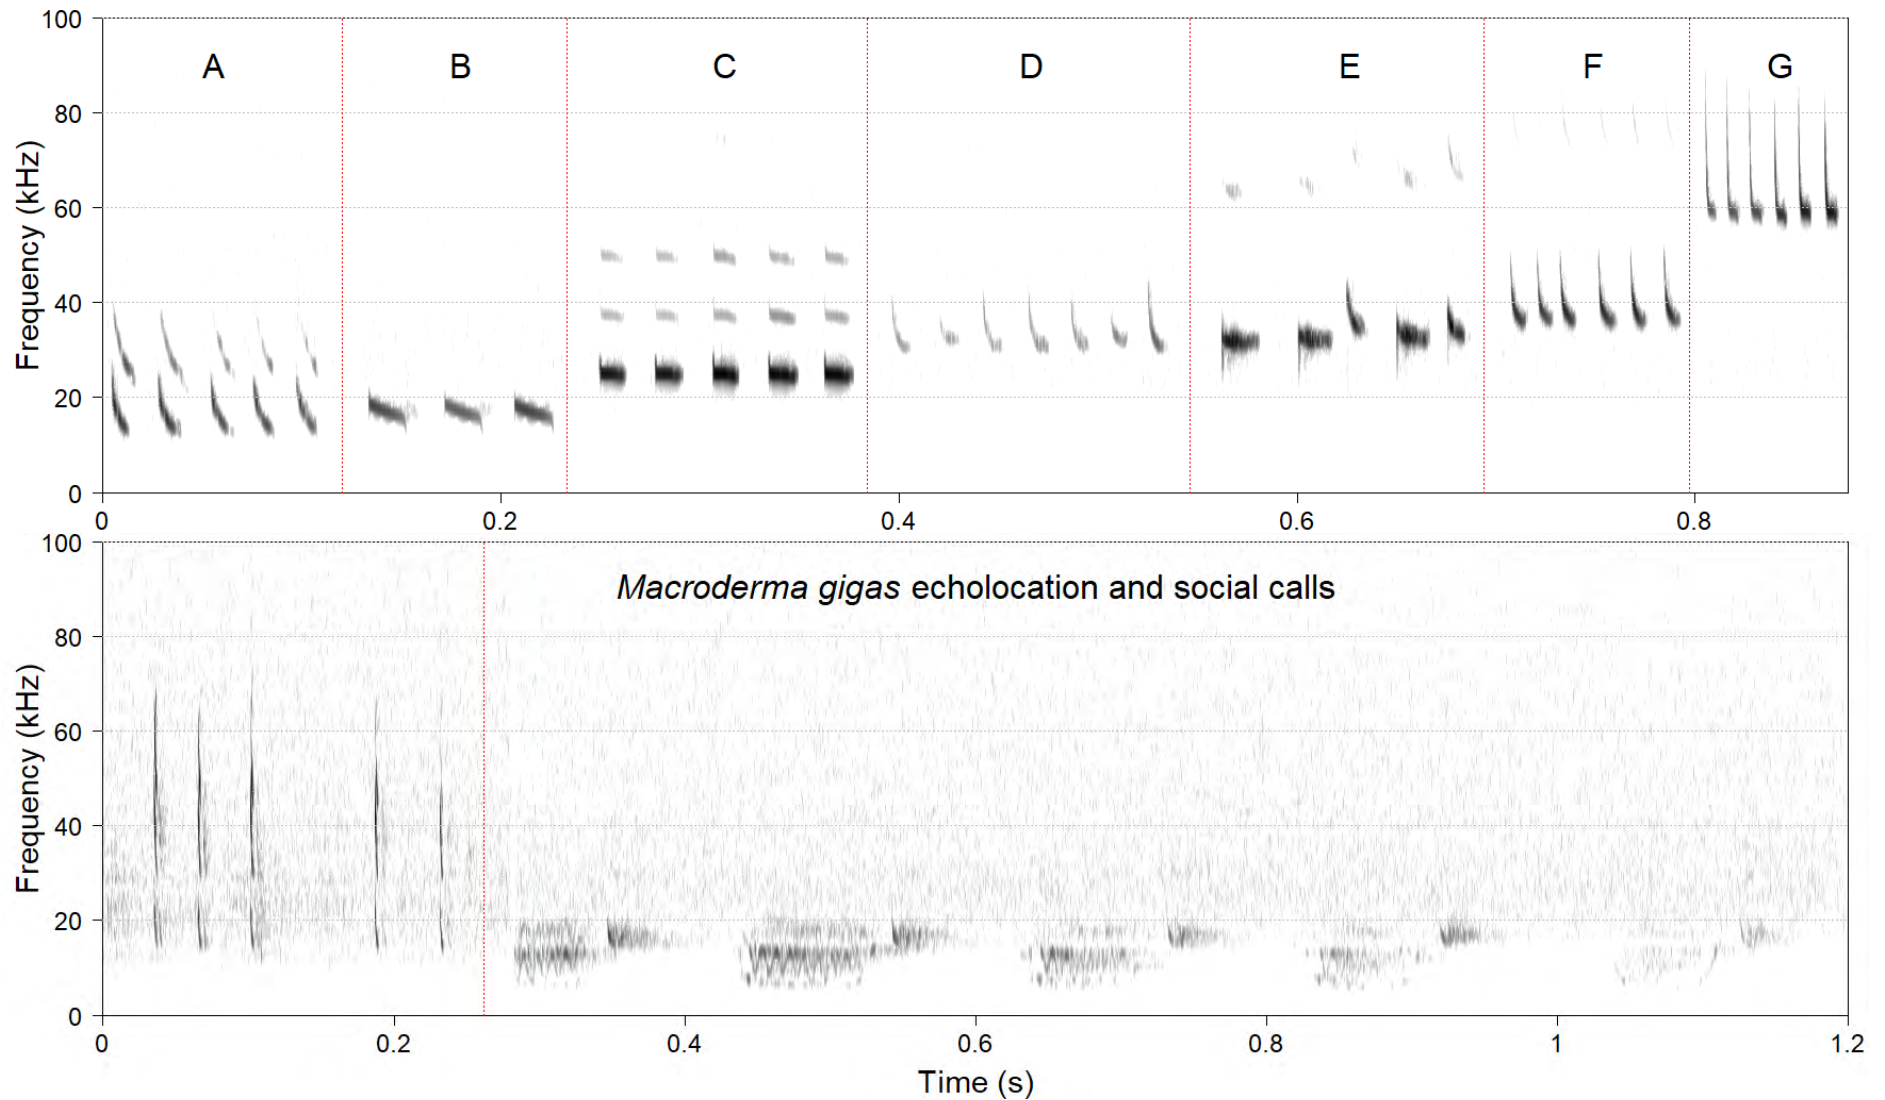 100
A B C D E F G
80
60
40
20
0
Frequency (kHz)
0 0.2 0.4 0.6 0.8
100
Macroderma gigas echolocation and social calls
80
60
40
20
0
Frequency (kHz)
0 0.2 0.4 0.6 0.8 1 1.2
Time (s)